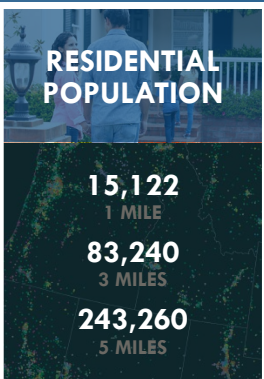 RESIDENTIAL
POPULATION
15,122
1 MILE
83,240
3 MILES
243,260
5 MILES